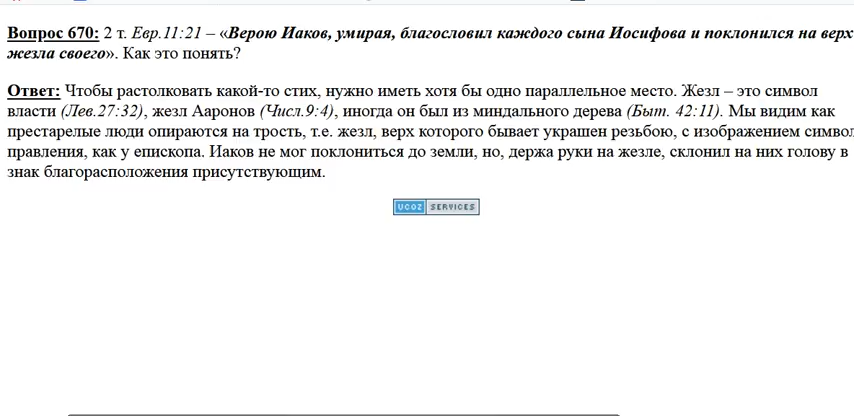 Вопрос 670: 2 т. Евр.11:21 – «Верою Иаков, умирая, благословил каждого сына Иосифова и поклонился на верх
жезла своего». Как это понять?
Ответ: Чтобы растолковать какой-то стих, нужно иметь хотя бы одно параллельное место. Жезл – это символ
власти (Лев.27:32), жезл Ааронов (Числ.9:4), иногда он был из миндального дерева (Быт. 42:11). Мы видим как
престарелые люди опираются на трость, т.е. жезл, верх которого бывает украшен резьбою, с изображением симво
правления, как у епископа. Иаков не мог поклониться до земли, но, держа руки на жезле, склонил на них голову в
знак благорасположения присутствующим.
UCOZ SERVICES